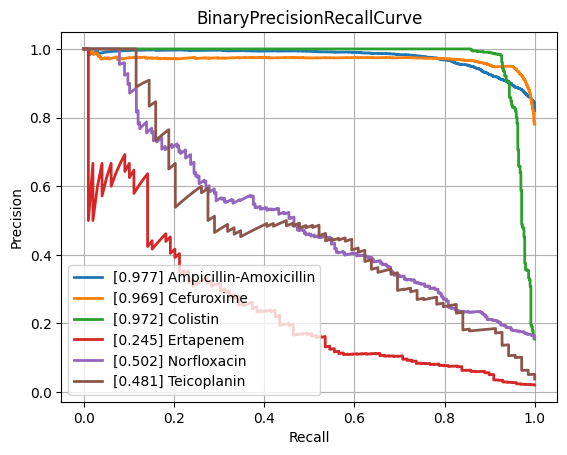 BinaryPrecisionRecallCurve
Precision
1.0
0.8
0.6
0.4
0.2
0.0
[0.977] Ampicillin-Amoxicillin
[0.969] Cefuroxime
[0.972] Colistin
[0.245] Ertapenem
[0.502] Norfloxacin
[0.481] Teicoplanin
0.0 0.2 0.4 0.6 0.8 1.0
Recall